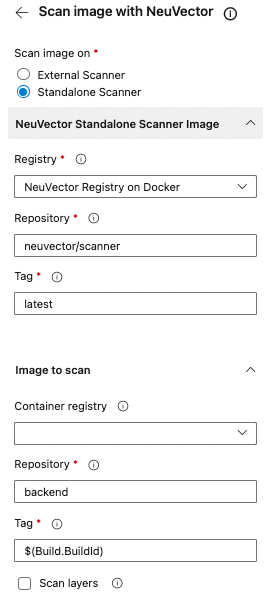 ← Scan image with NeuVector
Scan image on *
External Scanner
Standalone Scanner
NeuVector Standalone Scanner Image
Registry *
NeuVector Registry on Docker
Repository *
neuvector/scanner
Tag *
latest
Image to scan
Container registry
Repository *
backend
Tag *
$(Build.BuildId)
Scan layers